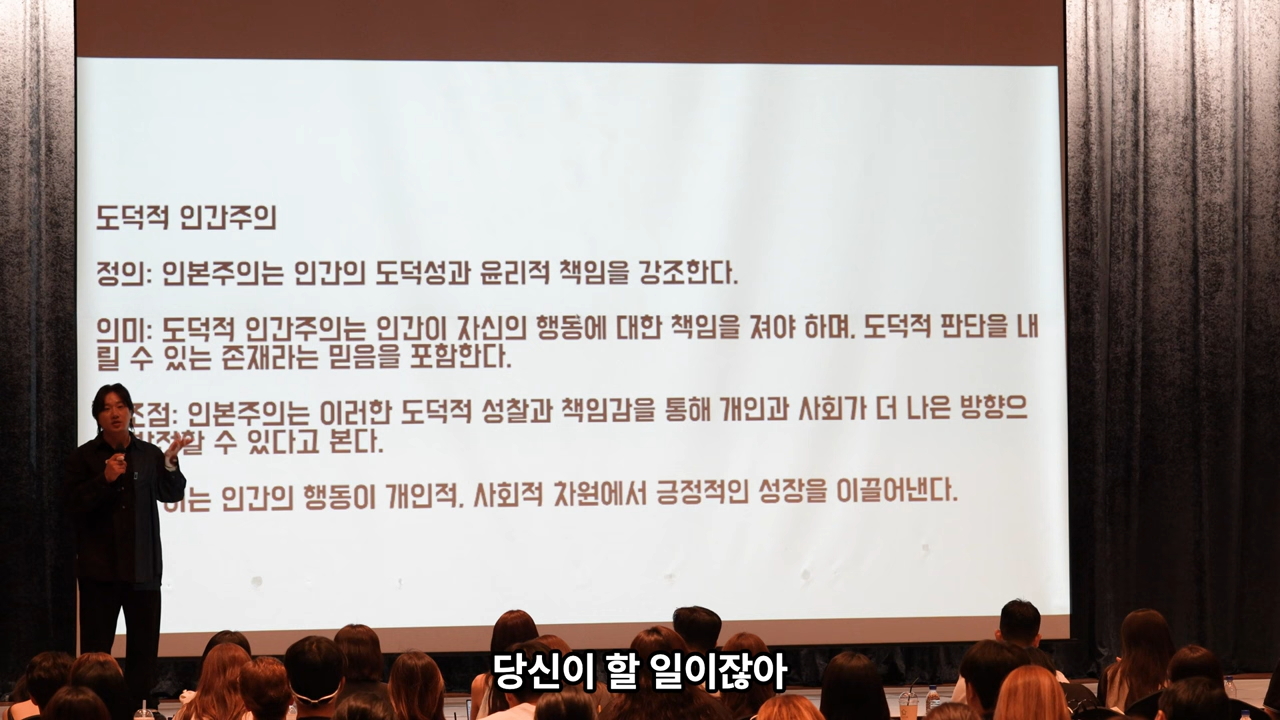 도덕적 인간주의
정의: 인본주의는 인간의 도덕성과 윤리적 책임을 강조한다.
의미: 도덕적 인간주의는 인간이 자신의 행동에 대한 책임을 져야 하며, 도덕적 판단을 내
릴 수 있는 존재라는 믿음을 포함한다.
인본주의는 이러한 도덕적 성찰과 책임감을 통해 개인과 사회가 더 나은 방향으
수 있다고 본다.
인간의 행동이 개인적, 사회적 차원에서 긍정적인 성장을 이끌어낸다.
당신이 할 일이잖아